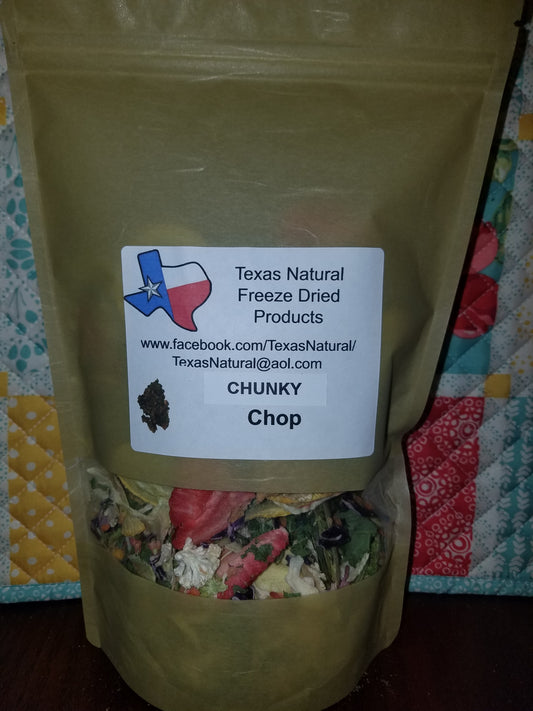 Texas Natural
Freeze Dried
Products
www.facebook.com/TexasNatural/
TexasNatural@aol.com
CHUNKY
Chop